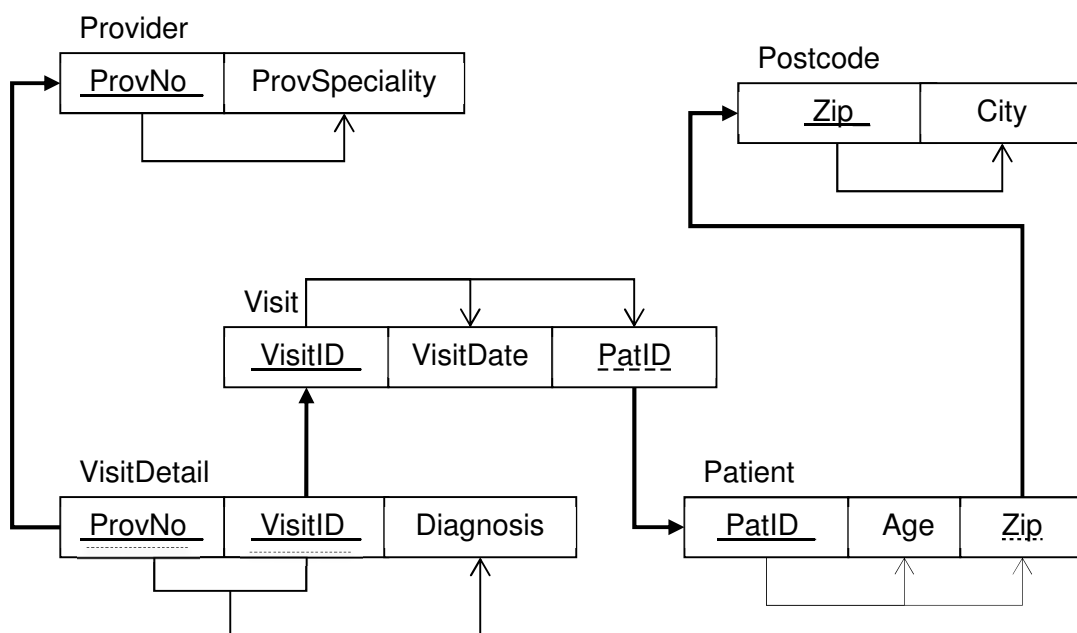 Provider
ProvNo ProvSpeciality
Postcode
Zip City
Visit
VisitID VisitDate PatID
VisitDetail
ProvNo VisitID Diagnosis
Patient
PatID Age Zip